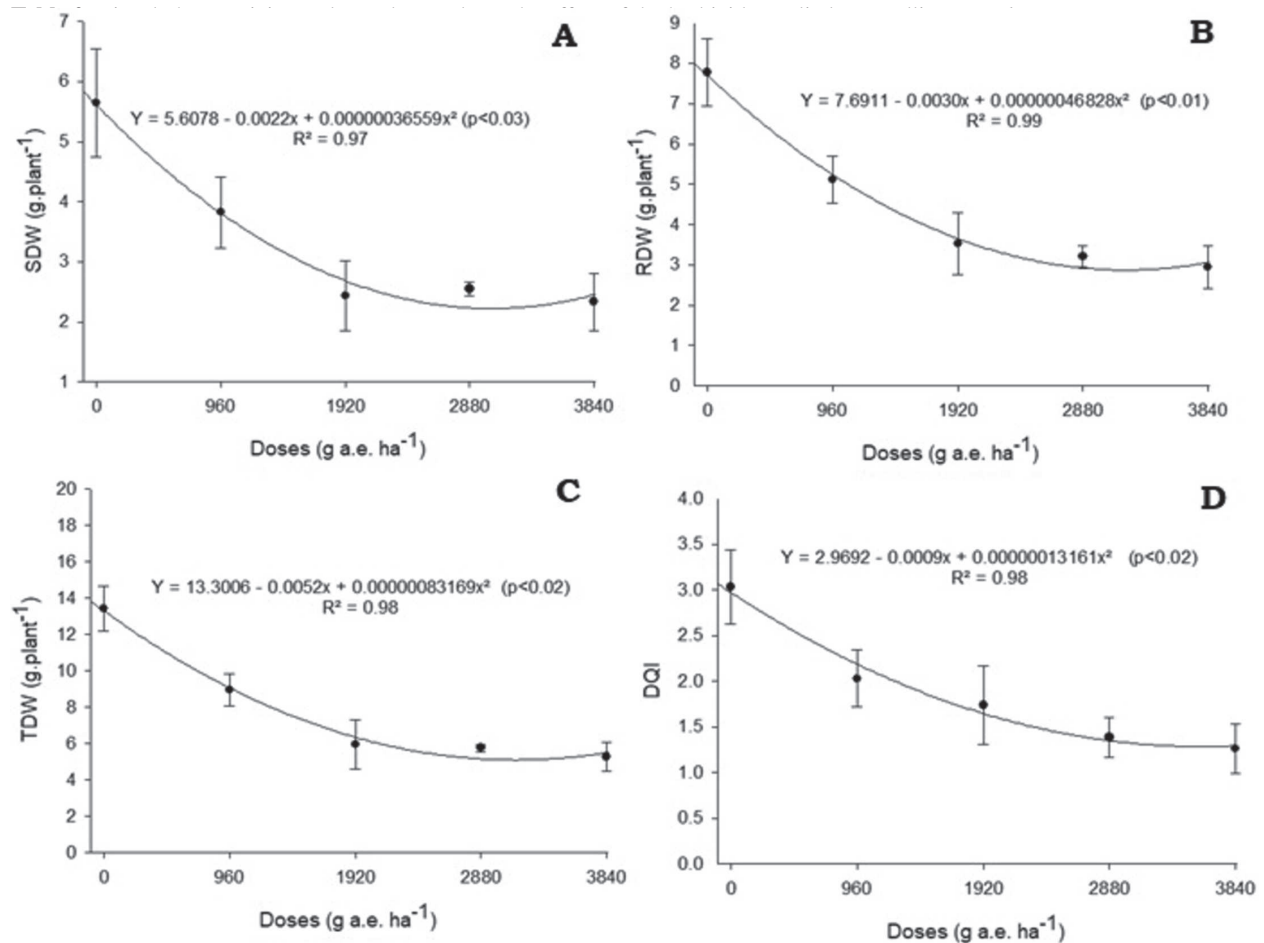 A
7
6
5
4
3
2
1
SDW (g.plant-1)
Y = 5.6078 - 0.0022x + 0.00000036559x² (p<0.03)
R² = 0.97
0 960 1920 2880 3840
Doses (g a.e. ha-1)
B
9
8
7
6
5
4
3
2
1
0
RDW (g.plant-1)
Y = 7.6911 - 0.0030x + 0.00000046828x² (p<0.01)
R² = 0.99
0 960 1920 2880 3840
Doses (g a.e. ha-1)
C
20
18
16
14
12
10
8
6
4
2
0
TDW (g.plant-1)
Y = 13.3006 - 0.0052x + 0.00000083169x² (p<0.02)
R² = 0.98
0 960 1920 2880 3840
Doses (g a.e. ha-1)
D
4.0
3.5
3.0
2.5
2.0
1.5
1.0
0.5
0.0
DQI
Y = 2.9692 - 0.0009x + 0.00000013161x² (p<0.02)
R² = 0.98
0 960 1920 2880 3840
Doses (g a.e. ha-1)